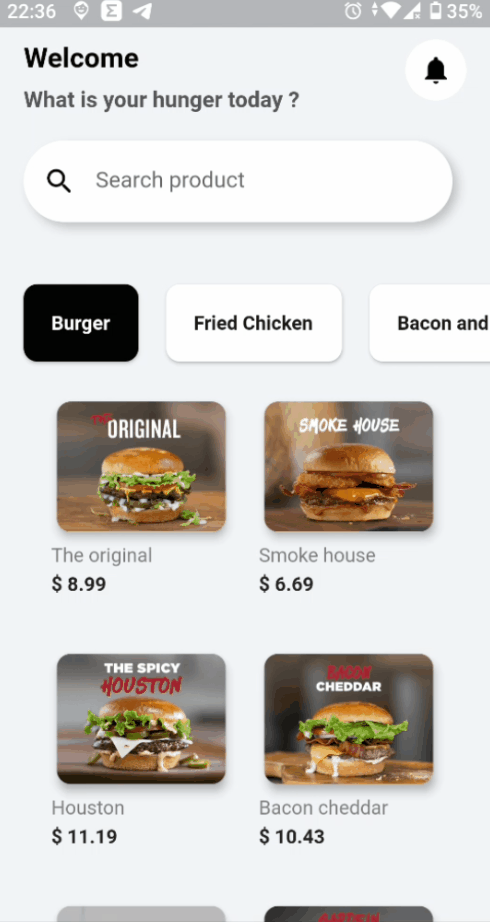 22:36 35%
Welcome
What is your hunger today ?
Search product
Burger Fried Chicken Bacon and
THE
ORIGINAL
SMOKE HOUSE
The original Smoke house
$ 8.99 $ 6.69
THE SPICY
HOUSTON
BACON
CHEDDAR
Houston Bacon cheddar
$ 11.19 $ 10.43